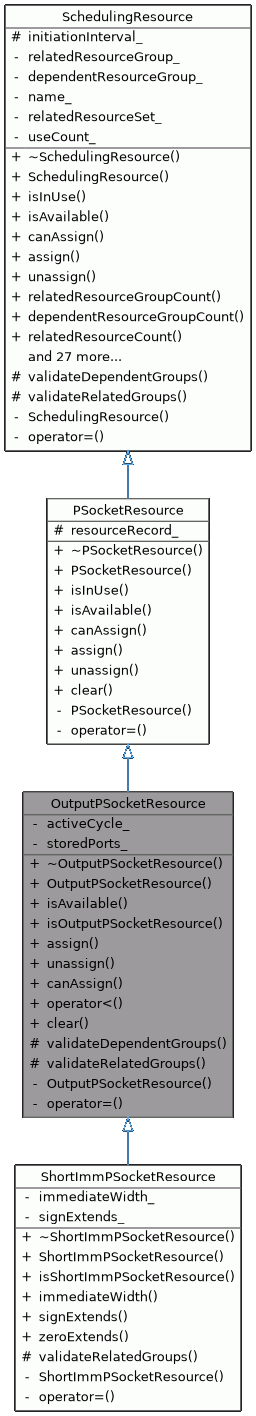 SchedulingResource
# initiationInterval_
- relatedResourceGroup_
- dependentResourceGroup_
- name_
- relatedResourceSet_
- useCount_
+ ~SchedulingResource()
+ SchedulingResource()
+ isInUse()
+ isAvailable()
+ canAssign()
+ assign()
+ unassign()
+ relatedResourceGroupCount()
+ dependentResourceGroupCount()
+ relatedResourceCount()
and 27 more...
# validateDependentGroups()
# validateRelatedGroups()
- SchedulingResource()
- operator=()
PSocketResource
# resourceRecord_
+ ~PSocketResource()
+ PSocketResource()
+ isInUse()
+ isAvailable()
+ canAssign()
+ assign()
+ unassign()
+ clear()
- PSocketResource()
- operator=()
OutputPSocketResource
- activeCycle_
- storedPorts_
+ ~OutputPSocketResource()
+ OutputPSocketResource()
+ isAvailable()
+ isOutputPSocketResource()
+ assign()
+ unassign()
+ canAssign()
+ operator<()
+ clear()
# validateDependentGroups()
# validateRelatedGroups()
- OutputPSocketResource()
- operator=()
ShortImmPSocketResource
- immediateWidth_
- signExtends_
+ ~ShortImmPSocketResource()
+ ShortImmPSocketResource()
+ isShortImmPSocketResource()
+ immediateWidth()
+ signExtends()
+ zeroExtends()
# validateRelatedGroups()
- ShortImmPSocketResource()
- operator=()